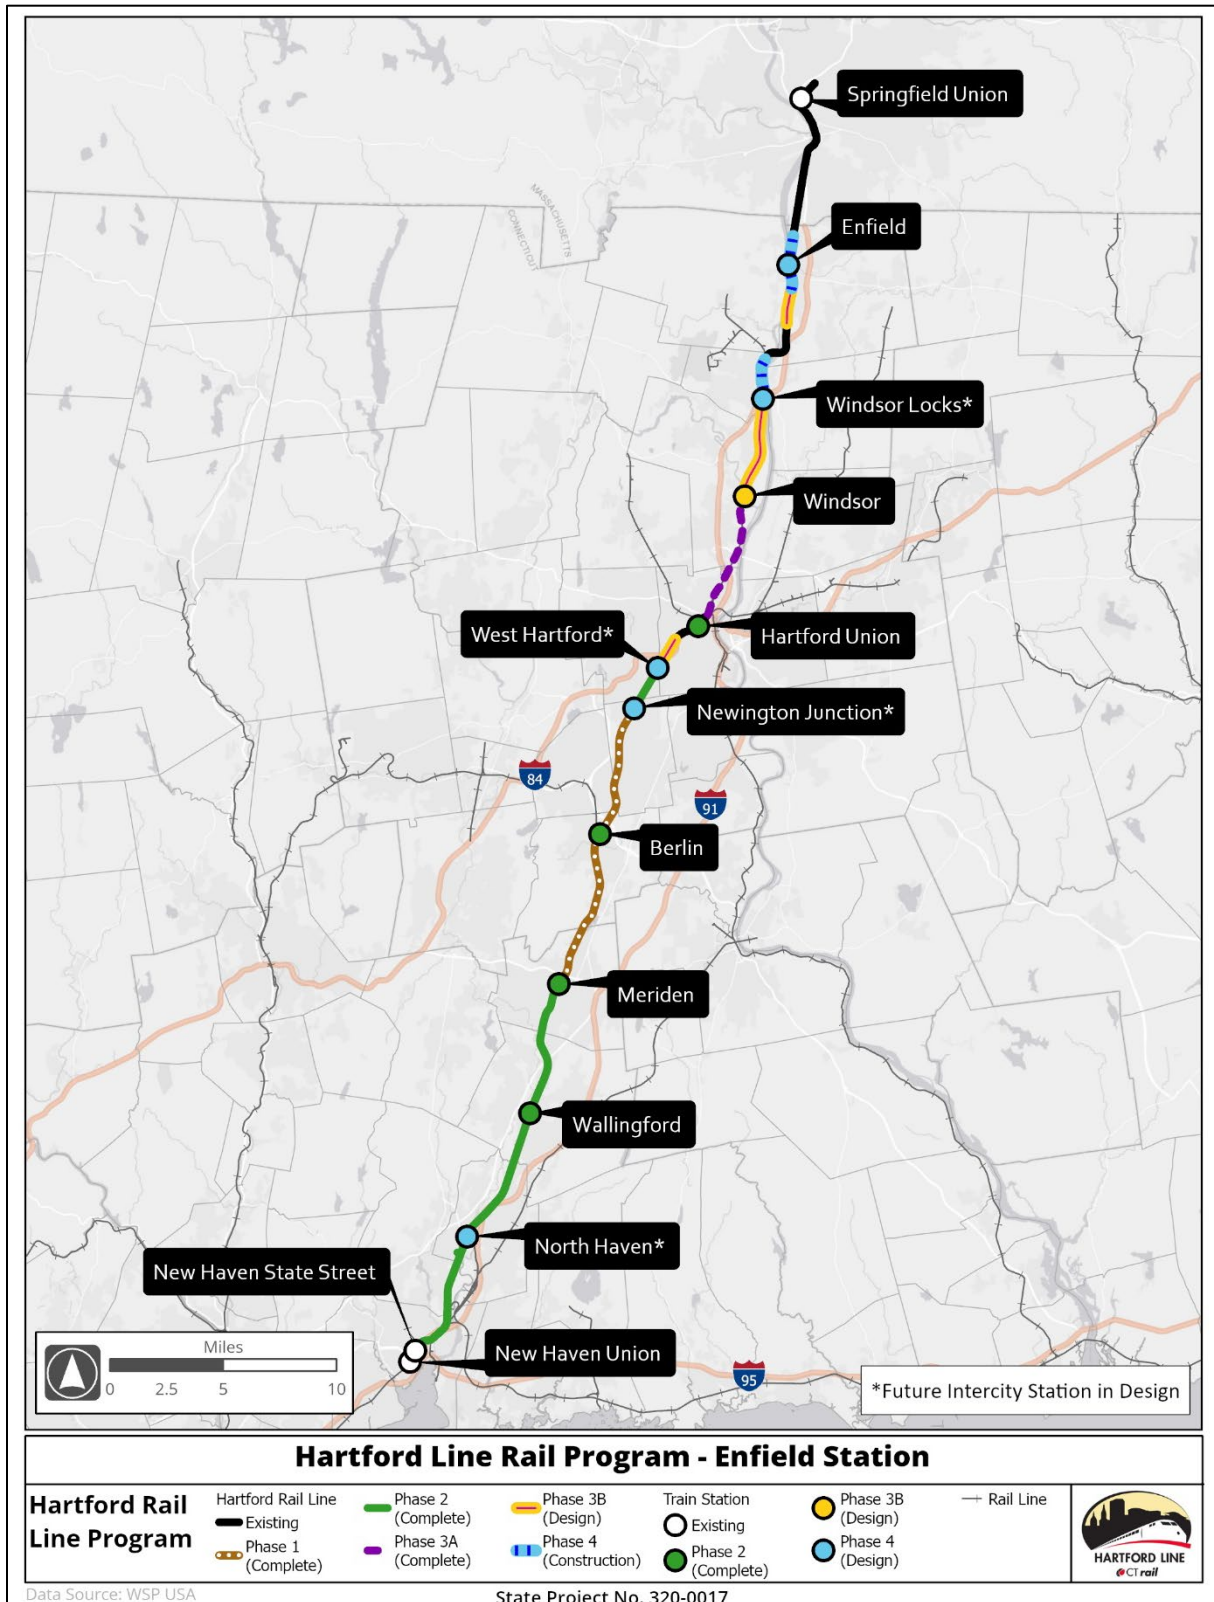 Springfield Union
MASSACHUSETTS
CONNECTICUT
Enfield
Windsor Locks*
Windsor
West Hartford*
Hartford Union
Newington Junction*
84
91
Berlin
Meriden
Wallingford
North Haven*
New Haven State Street
New Haven Union
Miles
0 2.5 5 10
95
*Future Intercity Station in Design
Hartford Line Rail Program - Enfield Station
Hartford Rail
Line Program
Hartford Rail Line
Existing
Phase 1
(Complete)
Phase 2
(Complete)
Phase 3A
(Complete)
Phase 3B
(Design)
Phase 4
(Construction)
Train Station
Existing
Phase 2
(Complete)
Phase 3B
(Design)
Phase 4
(Design)
Rail Line
HARTFORD LINE
CTrail
Data Source: WSP USA
State Project No. 320-0017